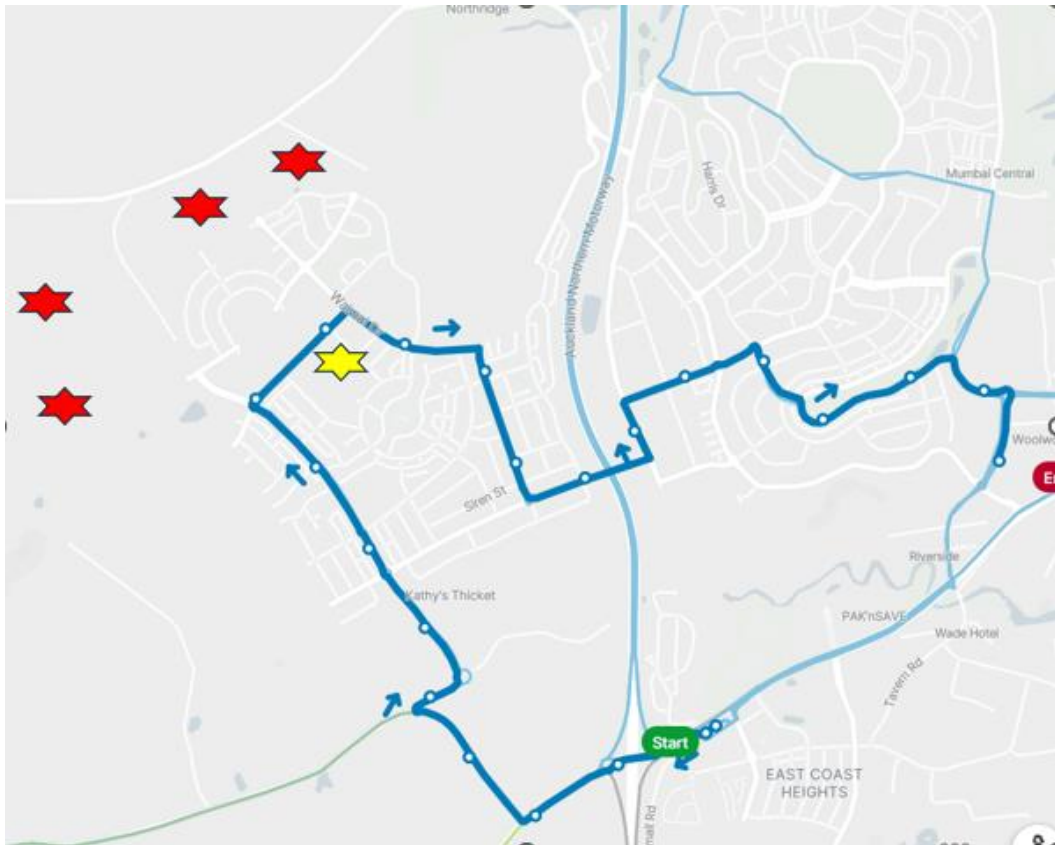 Northridge
Mumbai Central
Harris Dr
Auckland Northern Motorway
Siren St
Riverside
Kathy's Thicket
PAK'nSAVE
Wade Hotel
Tavern Rd
Start
EAST COAST
HEIGHTS